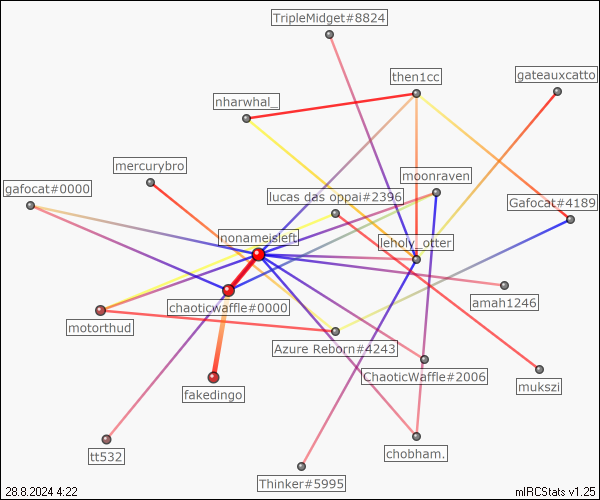 TripleMidget#8824
then1cc
gateauxcatto
nharwhal_
mercurybro
moonraven
gafocat#0000
lucas das oppai#2396
Gafocat#4189
nonameisleft
leholy_otter
chaoticwaffle#0000
amah1246
motorthud
Azure Reborn#4243
ChaoticWaffle#2006
mukszi
fakedingo
tt532
chobham.
Thinker#5995
28.8.2024 4:22
mIRCStats v1.25